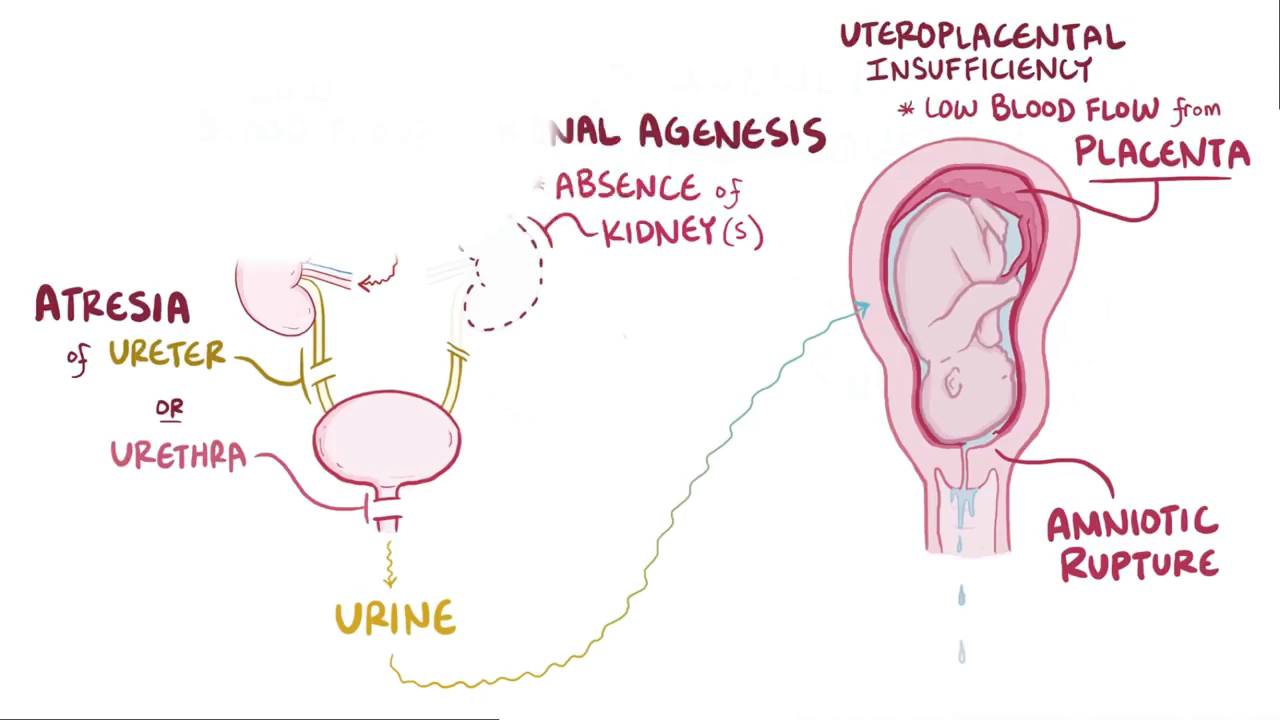 UTEROPLACENTAL
INSUFFICIENCY
* LOW BLOOD FLOW from
PLACENTA
NAL AGENESIS
* ABSENCE of
KIDNEY(S)
ATRESIA
of URETER
OR
URETHRA
URINE
AMNIOTIC
RUPTURE